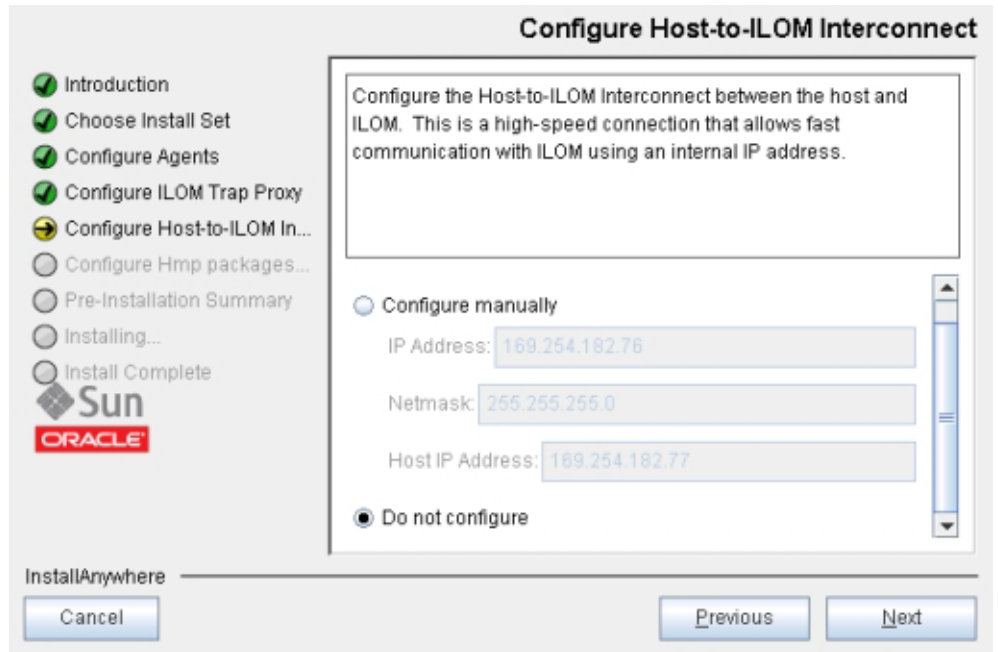 Configure Host-to-ILOM Interconnect
Introduction
Choose Install Set
Configure Agents
Configure ILOM Trap Proxy
Configure Host-to-ILOM In...
Configure Hmp packages...
Pre-Installation Summary
Installing...
Install Complete
Sun
ORACLE
Configure the Host-to-ILOM Interconnect between the host and
ILOM. This is a high-speed connection that allows fast
communication with ILOM using an internal IP address.
Configure manually
IP Address: 169.254.182.76
Netmask: 255.255.255.0
Host IP Address: 169.254.182.77
Do not configure
InstallAnywhere
Cancel
Previous
Next